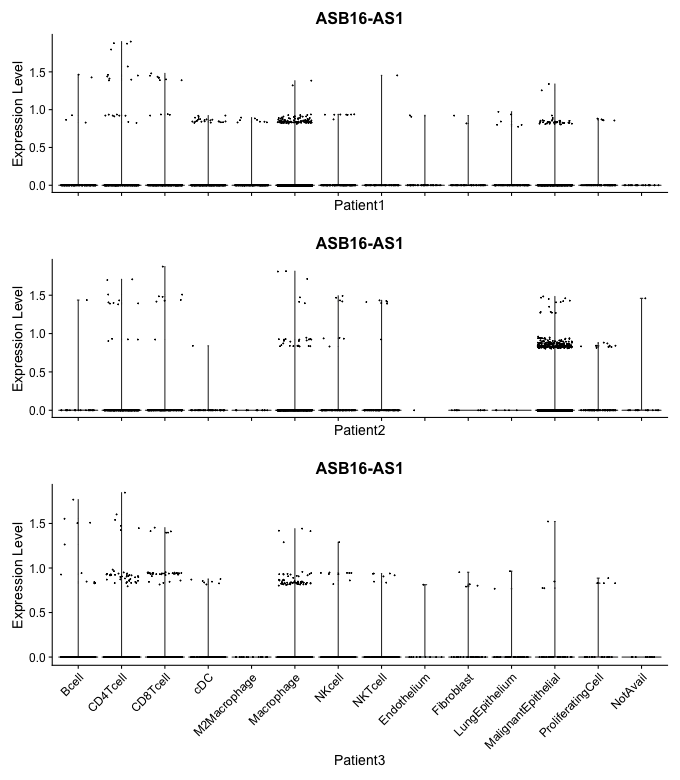 ASB16-AS1
Expression Level
1.5
1.0
0.5
0.0
Patient1
ASB16-AS1
Expression Level
1.5
1.0
0.5
0.0
Patient2
ASB16-AS1
Expression Level
1.5
1.0
0.5
0.0
Bcell
CD4Tcell
CD8Tcell
cDC
M2Macrophage
Macrophage
NKcell
NKTcell
Endothelium
Fibroblast
LungEpithelium
MalignantEpithelial
ProliferatingCell
NotAvail
Patient3